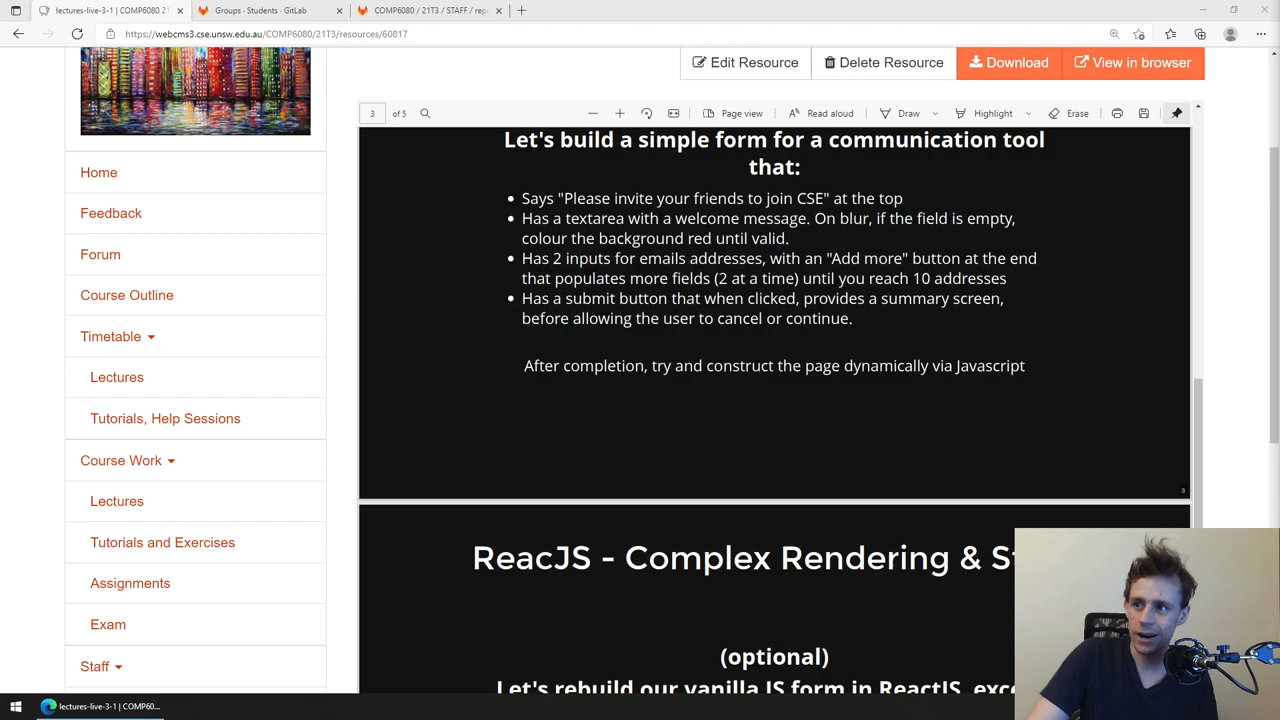 lectures-live-3-1 | COMP6080 21
Groups · Students · GitLab
COMP6080 / 21T3 / STAFF / repo
https://webcms3.cse.unsw.edu.au/COMP6080/21T3/resources/60817
Edit Resource
Delete Resource
Download
View in browser
3 of 5
Page view
Read aloud
Draw
Highlight
Erase
Home
Feedback
Forum
Course Outline
Timetable
Lectures
Tutorials, Help Sessions
Course Work
Lectures
Tutorials and Exercises
Assignments
Exam
Staff
Let's build a simple form for a communication tool
that:
Says "Please invite your friends to join CSE" at the top
Has a textarea with a welcome message. On blur, if the field is empty,
colour the background red until valid.
Has 2 inputs for emails addresses, with an "Add more" button at the end
that populates more fields (2 at a time) until you reach 10 addresses
Has a submit button that when clicked, provides a summary screen,
before allowing the user to cancel or continue.
After completion, try and construct the page dynamically via Javascript
3
ReacJS - Complex Rendering &
(optional)
Let's rebuild our vanilla JS form in ReactJS,
lectures-live-3-1 | COMP60...